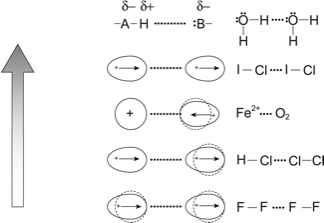 δ– δ+ δ–
–A–H ┈┈┈ :B– :Ö–H┈┈:Ö–H
H H
+ + I–Cl┈┈I–Cl
+ + Fe²⁺┈┈O₂
+ + H–Cl┈┈Cl–Cl
+ + F–F┈┈F–F